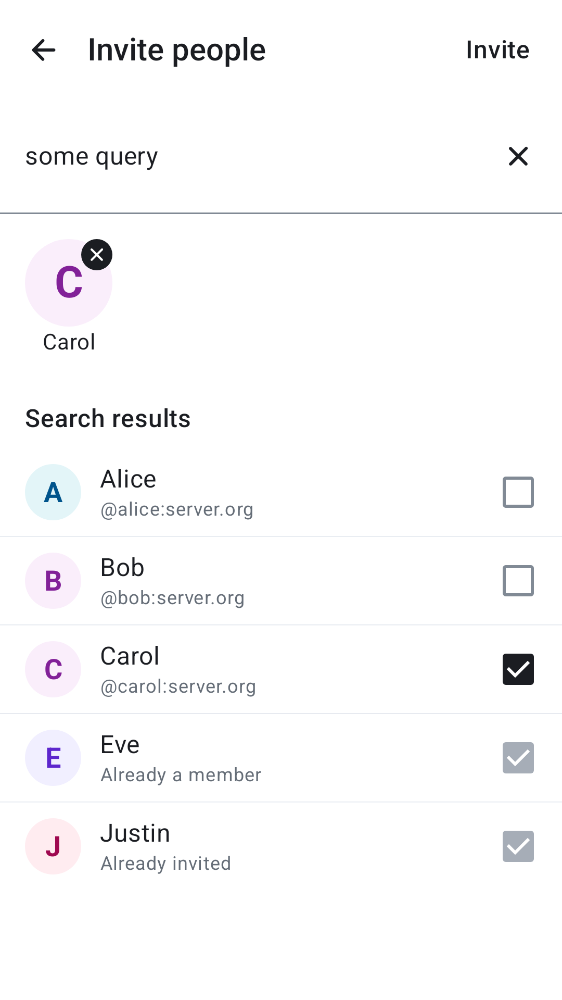 Invite people
Invite
some query
C
Carol
Search results
A
Alice
@alice:server.org
B
Bob
@bob:server.org
C
Carol
@carol:server.org
E
Eve
Already a member
J
Justin
Already invited